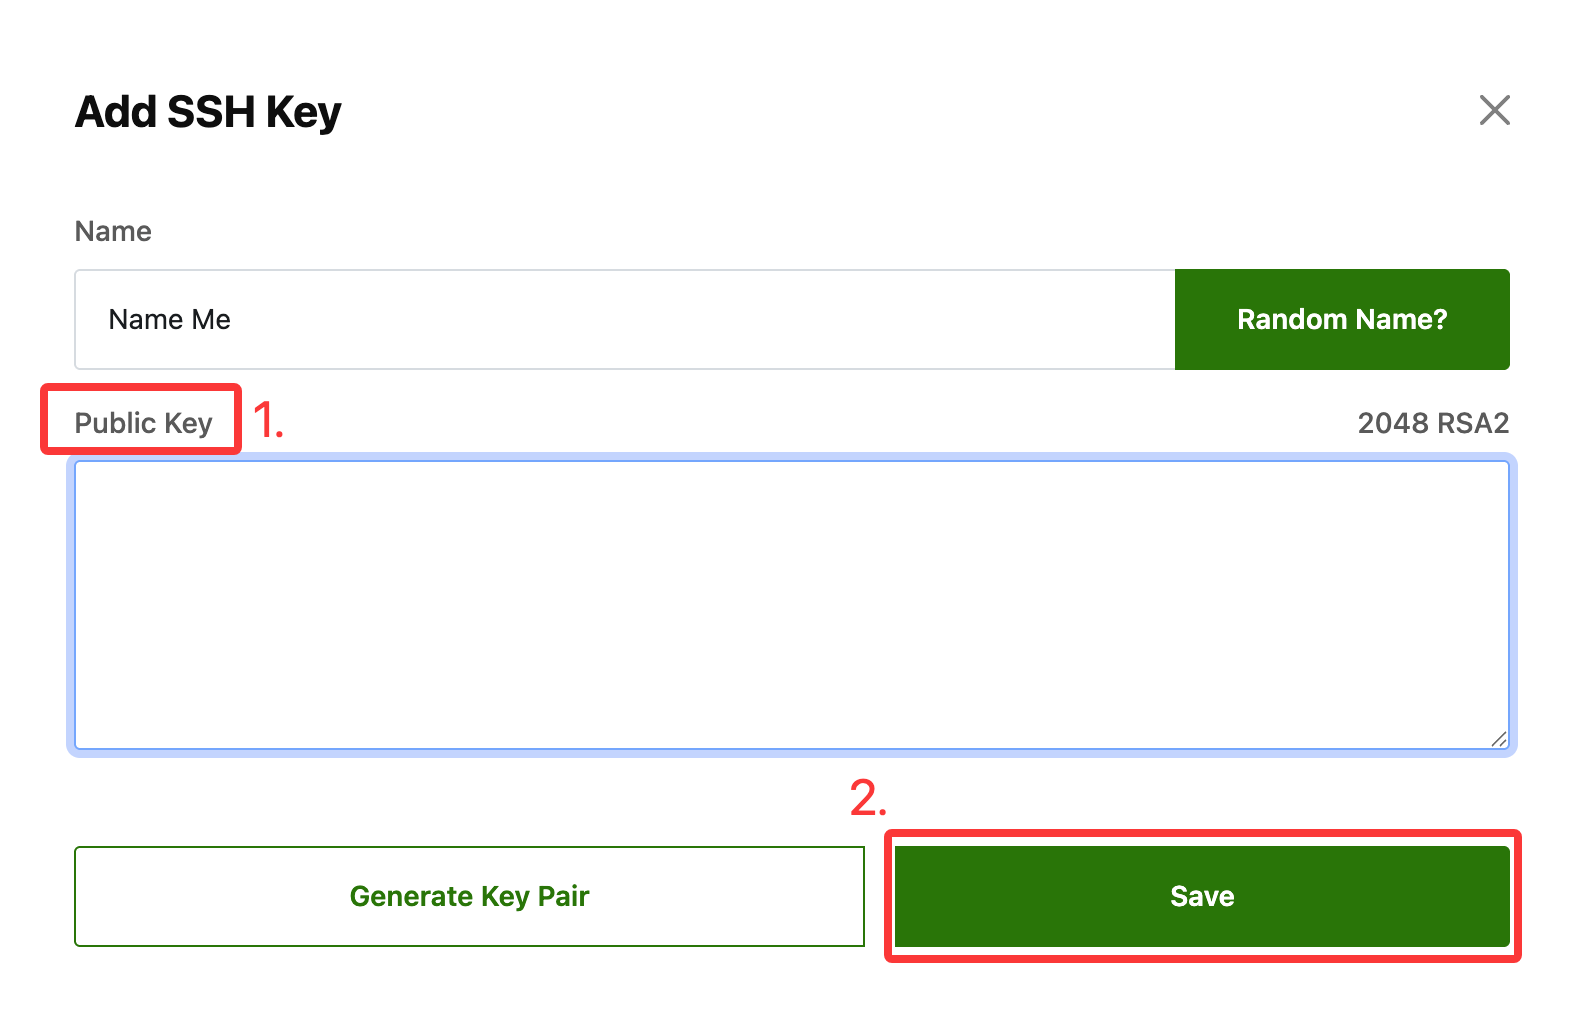 Add SSH Key
Name
Name Me
Random Name?
Public Key
1.
2048 RSA2
2.
Generate Key Pair
Save